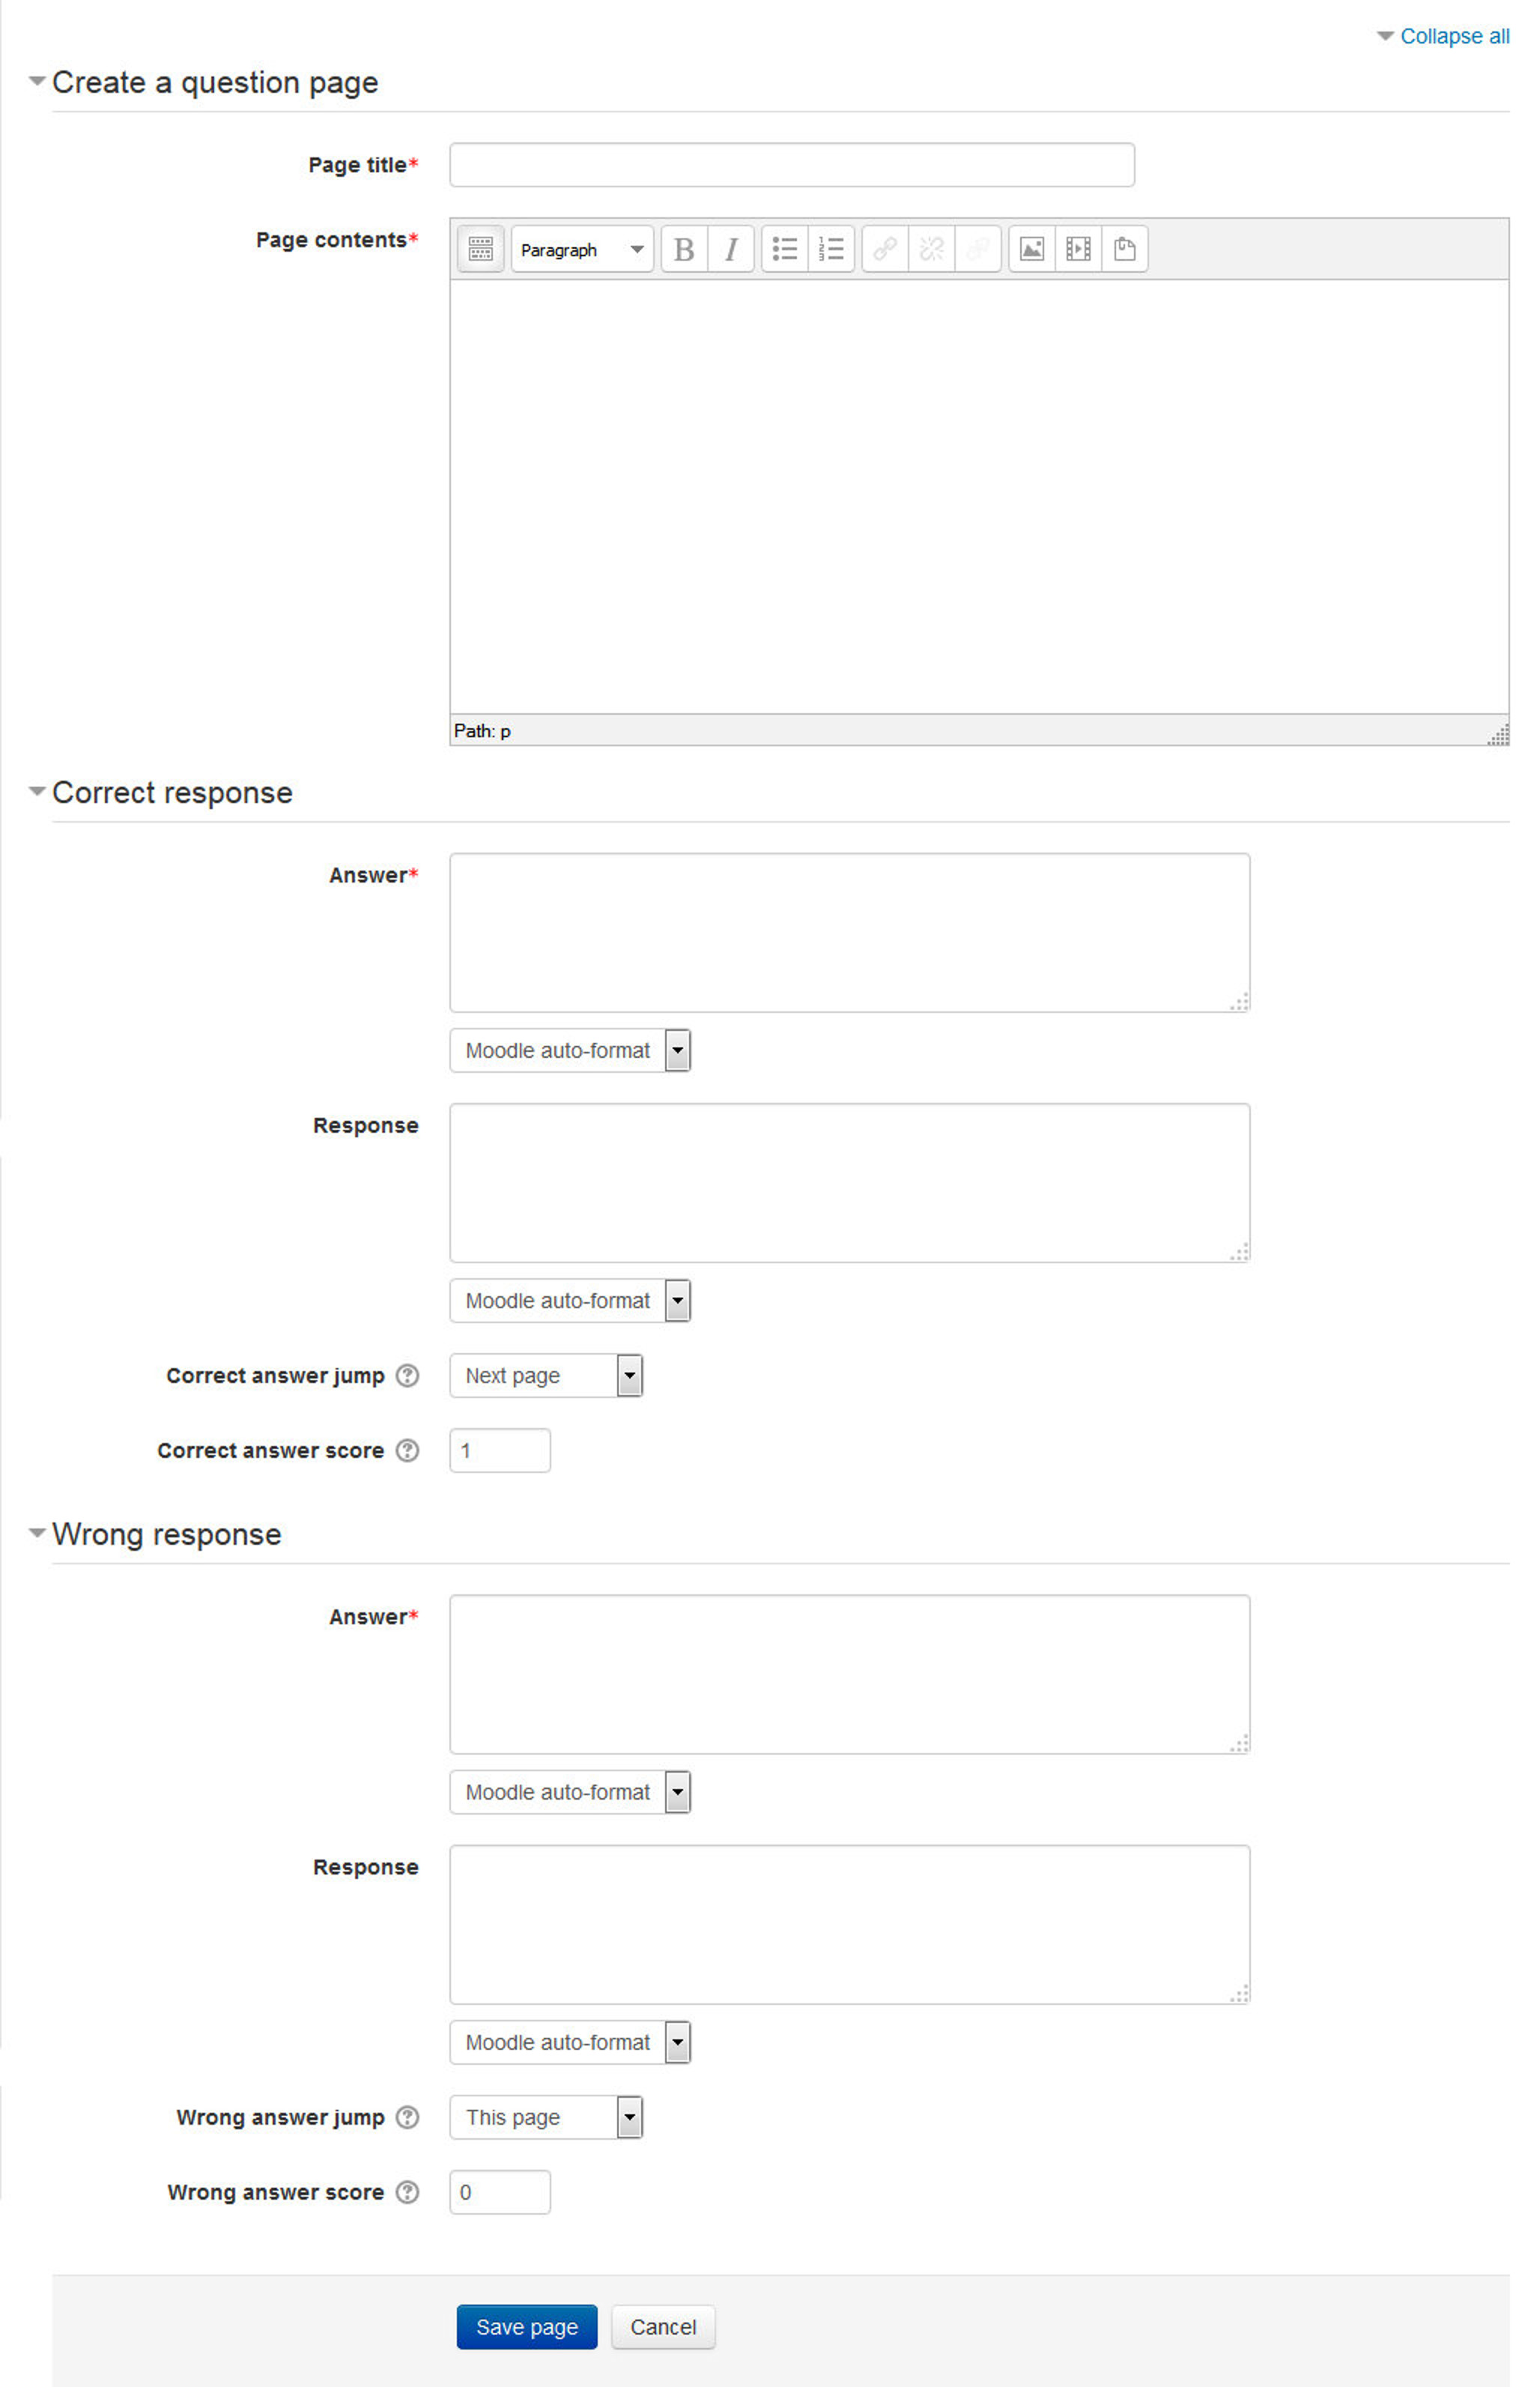 Collapse all
Create a question page
Page title*
Page contents*
Paragraph
B I
Path: p
Correct response
Answer*
Moodle auto-format
Response
Moodle auto-format
Correct answer jump ? Next page
Correct answer score ? 1
Wrong response
Answer*
Moodle auto-format
Response
Moodle auto-format
Wrong answer jump ? This page
Wrong answer score ? 0
Save page Cancel